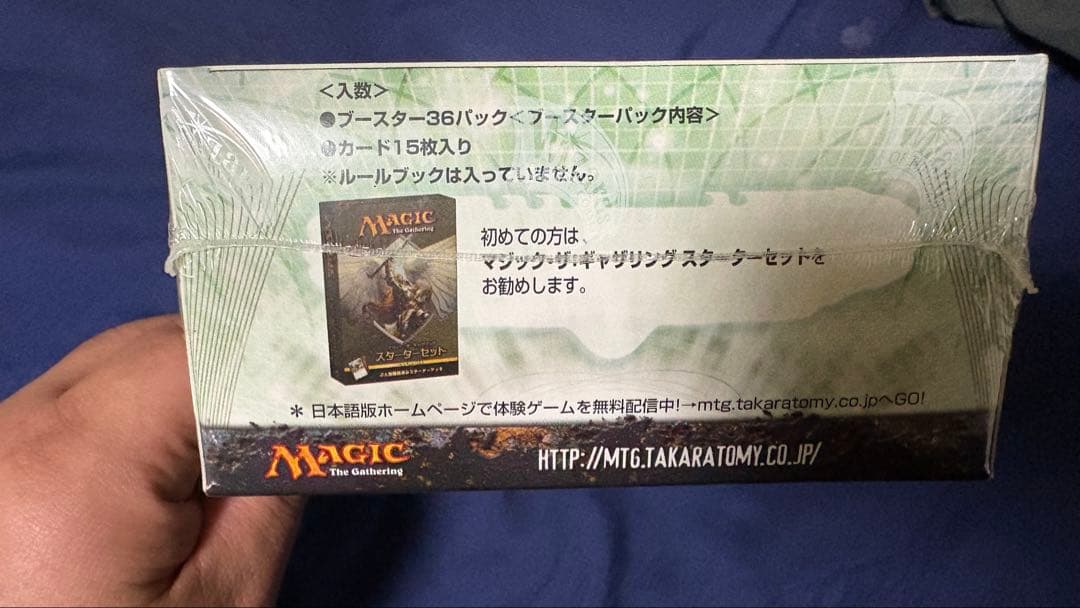 <入数>
●ブースター36パック<ブースターパック内容>
●カード15枚入り
※ルールブックは入っていません。
MAGIC
The Gathering
スターターセット
初めての方は、
マジック:ザ・ギャザリング スターターセットを
お勧めします。
* 日本語版ホームページで体験ゲームを無料配信中!→mtg.takaratomy.co.jpへGO!
MAGIC
The Gathering
HTTP://MTG.TAKARATOMY.CO.JP/